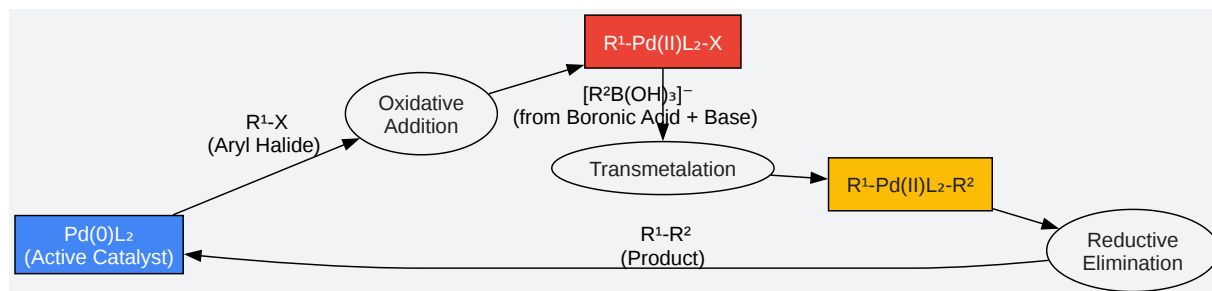 R¹-Pd(II)L₂-X
[R²B(OH)₃]⁻
(from Boronic Acid + Base)
Oxidative
Addition
R¹-X
(Aryl Halide)
Transmetalation
R¹-Pd(II)L₂-R²
Pd(0)L₂
(Active Catalyst)
R¹-R²
(Product)
Reductive
Elimination